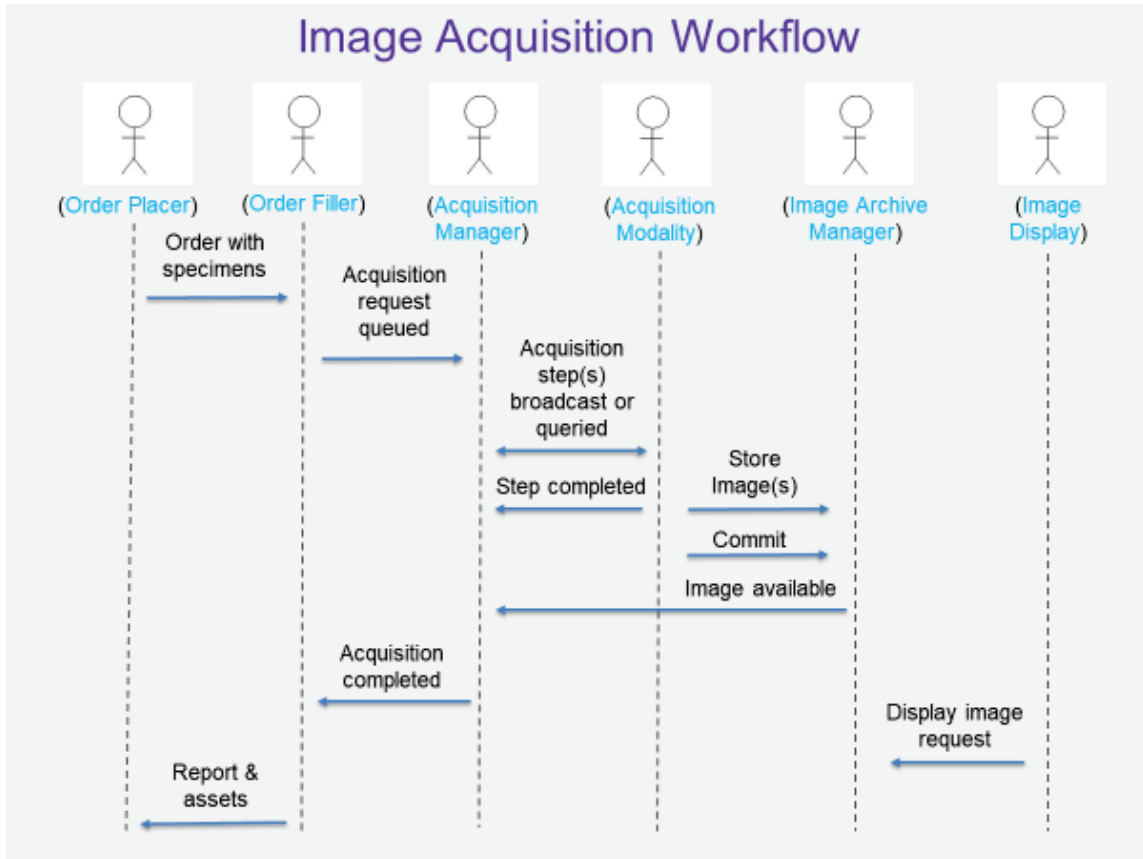 Image Acquisition Workflow
(Order Placer)
(Order Filler)
(Acquisition
Manager)
(Acquisition
Modality)
(Image Archive
Manager)
(Image
Display)
Order with
specimens
Acquisition
request
queued
Acquisition
step(s)
broadcast or
queried
Step completed
Store
Image(s)
Commit
Image available
Acquisition
completed
Display image
request
Report &
assets